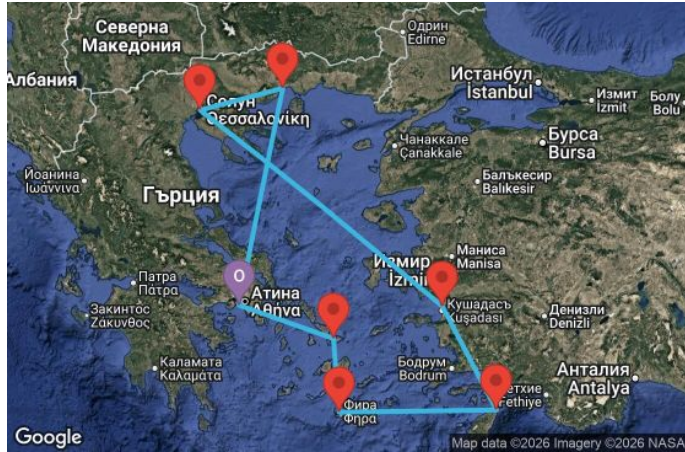 Северна
Македония
Албания
Одрин
Edirne
Истанбул
İstanbul
Измит
İzmit
Болу
Bolu
Солун
Θεσσαλονίκη
Чанаккале
Çanakkale
Бурса
Bursa
Йоанина
Ιωάννινα
Балъкесир
Balıkesir
Гърция
Измир
İzmir
Маниса
Manisa
Патра
Πάτρα
O
Атина
Αθήνα
Закинтос
Ζάκυνθος
Кушадасъ
Kuşadası
Денизли
Denizli
Каламата
Καλαμάτα
Бодрум
Bodrum
Анталия
Antalya
Фира
Φηρα
етхие
Fethiye
Google
Map data ©2026 Imagery ©2026 NASA